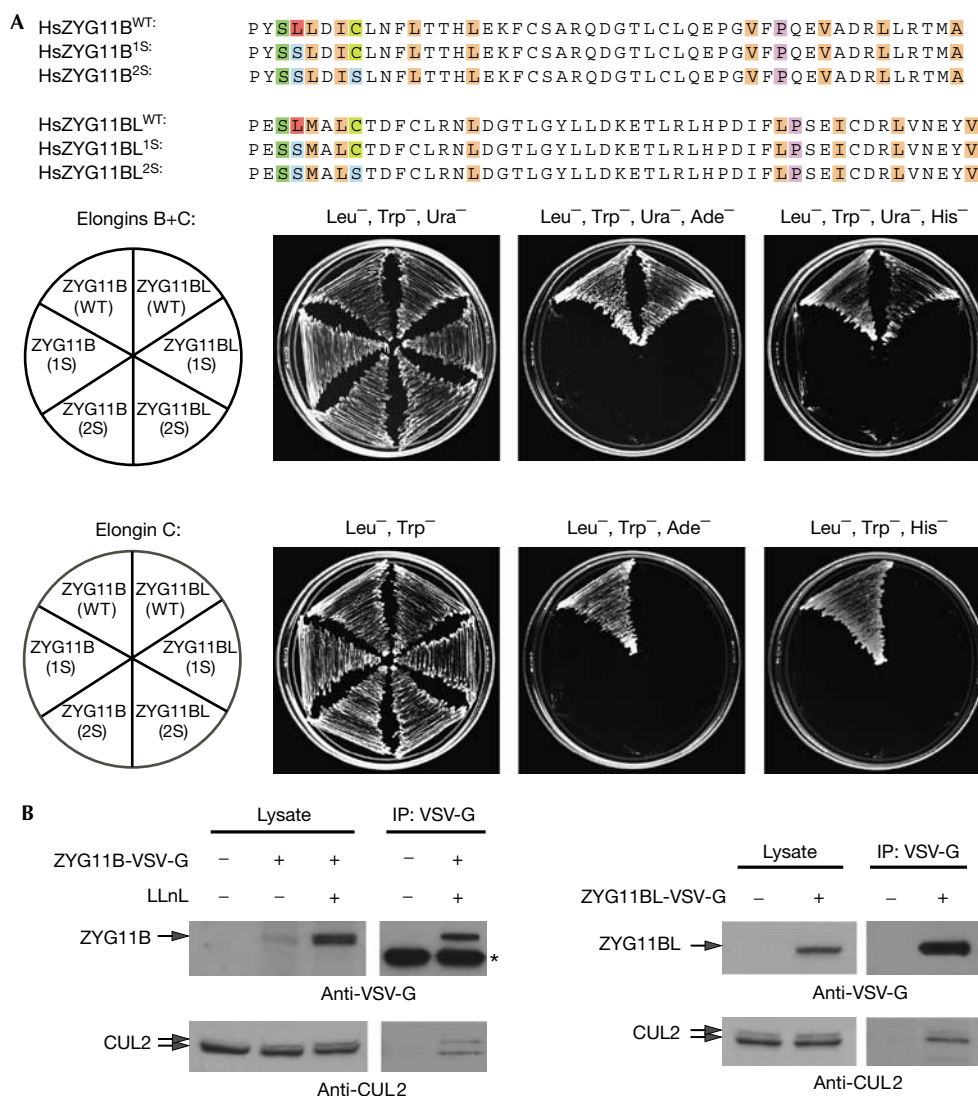 A
HsZYG11B^WT: PYSSLLDICLNFLTTHLEKFCSARQDGTLCLQEPGVFPQEVADRLLRTMA
HsZYG11B^1S: PYSSSLDICLNFLTTHLEKFCSARQDGTLCLQEPGVFPQEVADRLLRTMA
HsZYG11B^2S: PYSSSLDISLNFLTTHLEKFCSARQDGTLCLQEPGVFPQEVADRLLRTMA
HsZYG11BL^WT: PESLMALCTDFCLRNLDGTLGYLLDKETLRLHPDIFLPSEICDRLVNEYV
HsZYG11BL^1S: PESSMALCTDFCLRNLDGTLGYLLDKETLRLHPDIFLPSEICDRLVNEYV
HsZYG11BL^2S: PESSMALSTDFCLRNLDGTLGYLLDKETLRLHPDIFLPSEICDRLVNEYV
Elongins B+C: Leu⁻, Trp⁻, Ura⁻ Leu⁻, Trp⁻, Ura⁻, Ade⁻ Leu⁻, Trp⁻, Ura⁻, His⁻
ZYG11B (WT)
ZYG11BL (WT)
ZYG11B (1S)
ZYG11BL (1S)
ZYG11B (2S)
ZYG11BL (2S)
Elongin C: Leu⁻, Trp⁻ Leu⁻, Trp⁻, Ade⁻ Leu⁻, Trp⁻, His⁻
ZYG11B (WT)
ZYG11BL (WT)
ZYG11B (1S)
ZYG11BL (1S)
ZYG11B (2S)
ZYG11BL (2S)
B
Lysate IP: VSV-G
ZYG11B-VSV-G − + + − +
LLnL + +
ZYG11B
*
Anti-VSV-G
CUL2
Anti-CUL2
Lysate IP: VSV-G
ZYG11BL-VSV-G − + − +
ZYG11BL
Anti-VSV-G
CUL2
Anti-CUL2